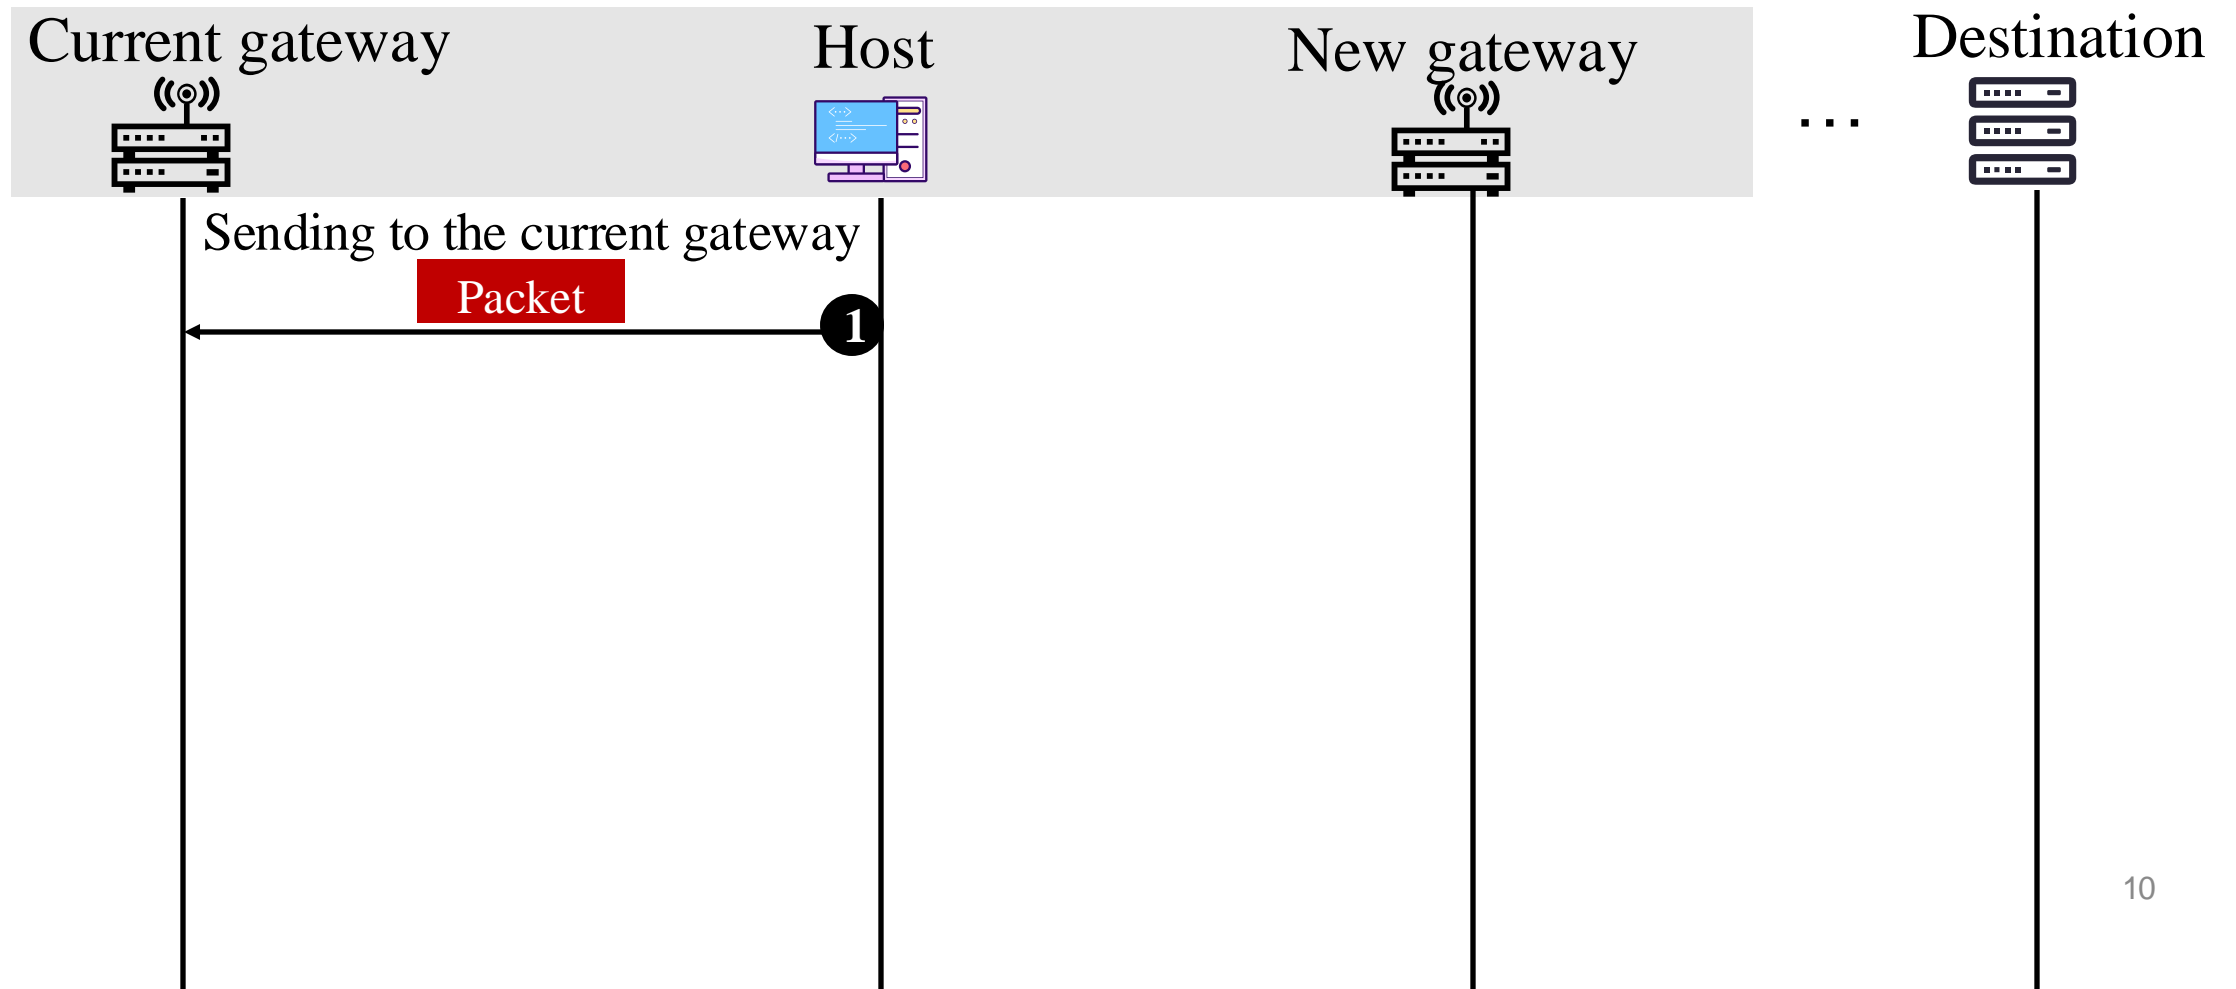 Current gateway
Host
New gateway
Destination
...
Sending to the current gateway
Packet
1
10